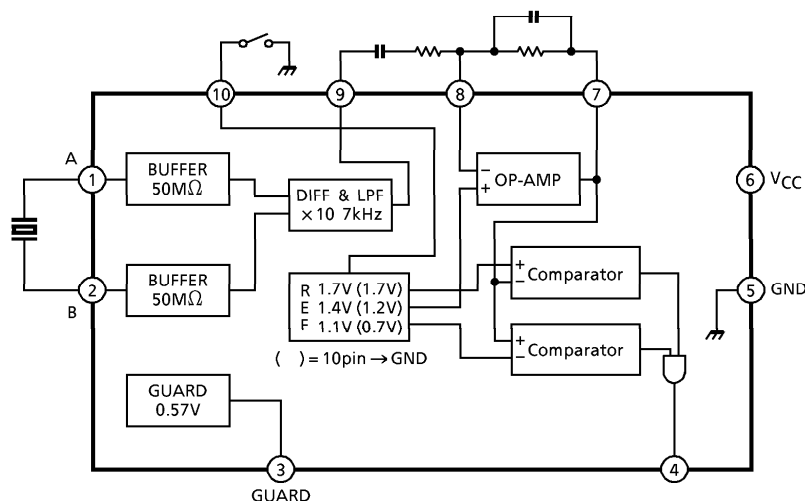 10
9
8
7
A
1
BUFFER
50MΩ
DIFF & LPF
×10 7kHz
−
+
OP-AMP
6
VCC
2
B
BUFFER
50MΩ
R 1.7V (1.7V)
E 1.4V (1.2V)
F 1.1V (0.7V)
( ) = 10pin → GND
+
−
Comparator
+
−
Comparator
5
GND
GUARD
0.57V
3
GUARD
4